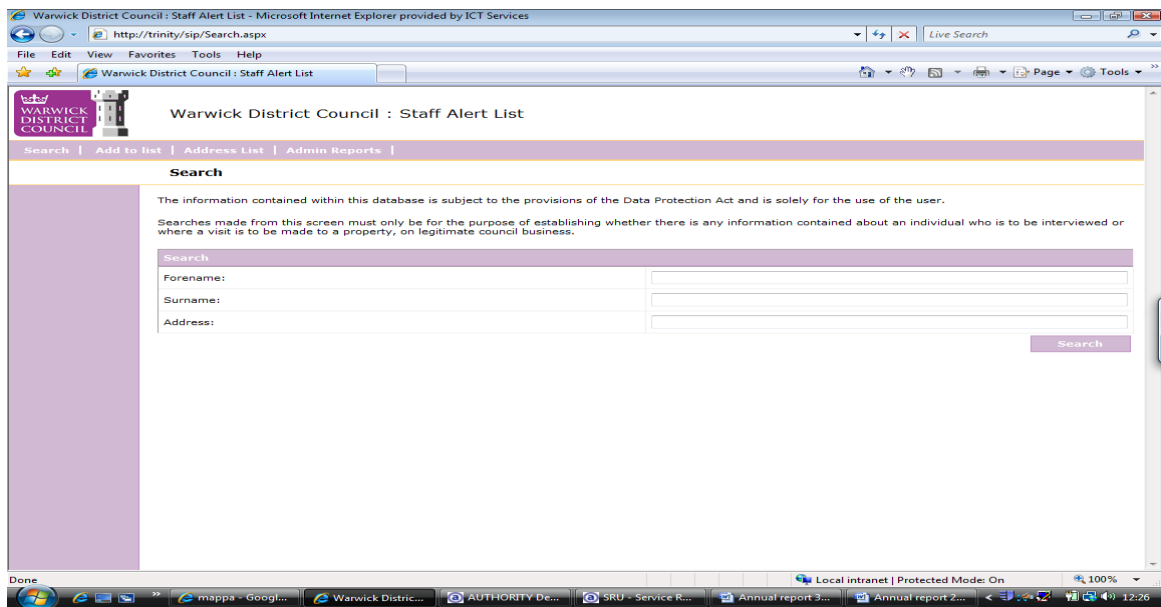 Warwick District Council : Staff Alert List - Microsoft Internet Explorer provided by ICT Services
http://trinity/sip/Search.aspx
Live Search
File Edit View Favorites Tools Help
Warwick District Council : Staff Alert List
Page Tools
WARWICK
DISTRICT
COUNCIL
Warwick District Council : Staff Alert List
Search | Add to list | Address List | Admin Reports |
Search
The information contained within this database is subject to the provisions of the Data Protection Act and is solely for the use of the user.
Searches made from this screen must only be for the purpose of establishing whether there is any information contained about an individual who is to be interviewed or
where a visit is to be made to a property, on legitimate council business.
Search
Forename:
Surname:
Address:
Search
Done
Local intranet | Protected Mode: On
100%
mappa - Googl... Warwick Distric... AUTHORITY De... SRU - Service R... Annual report 3... Annual report 2... 12:26